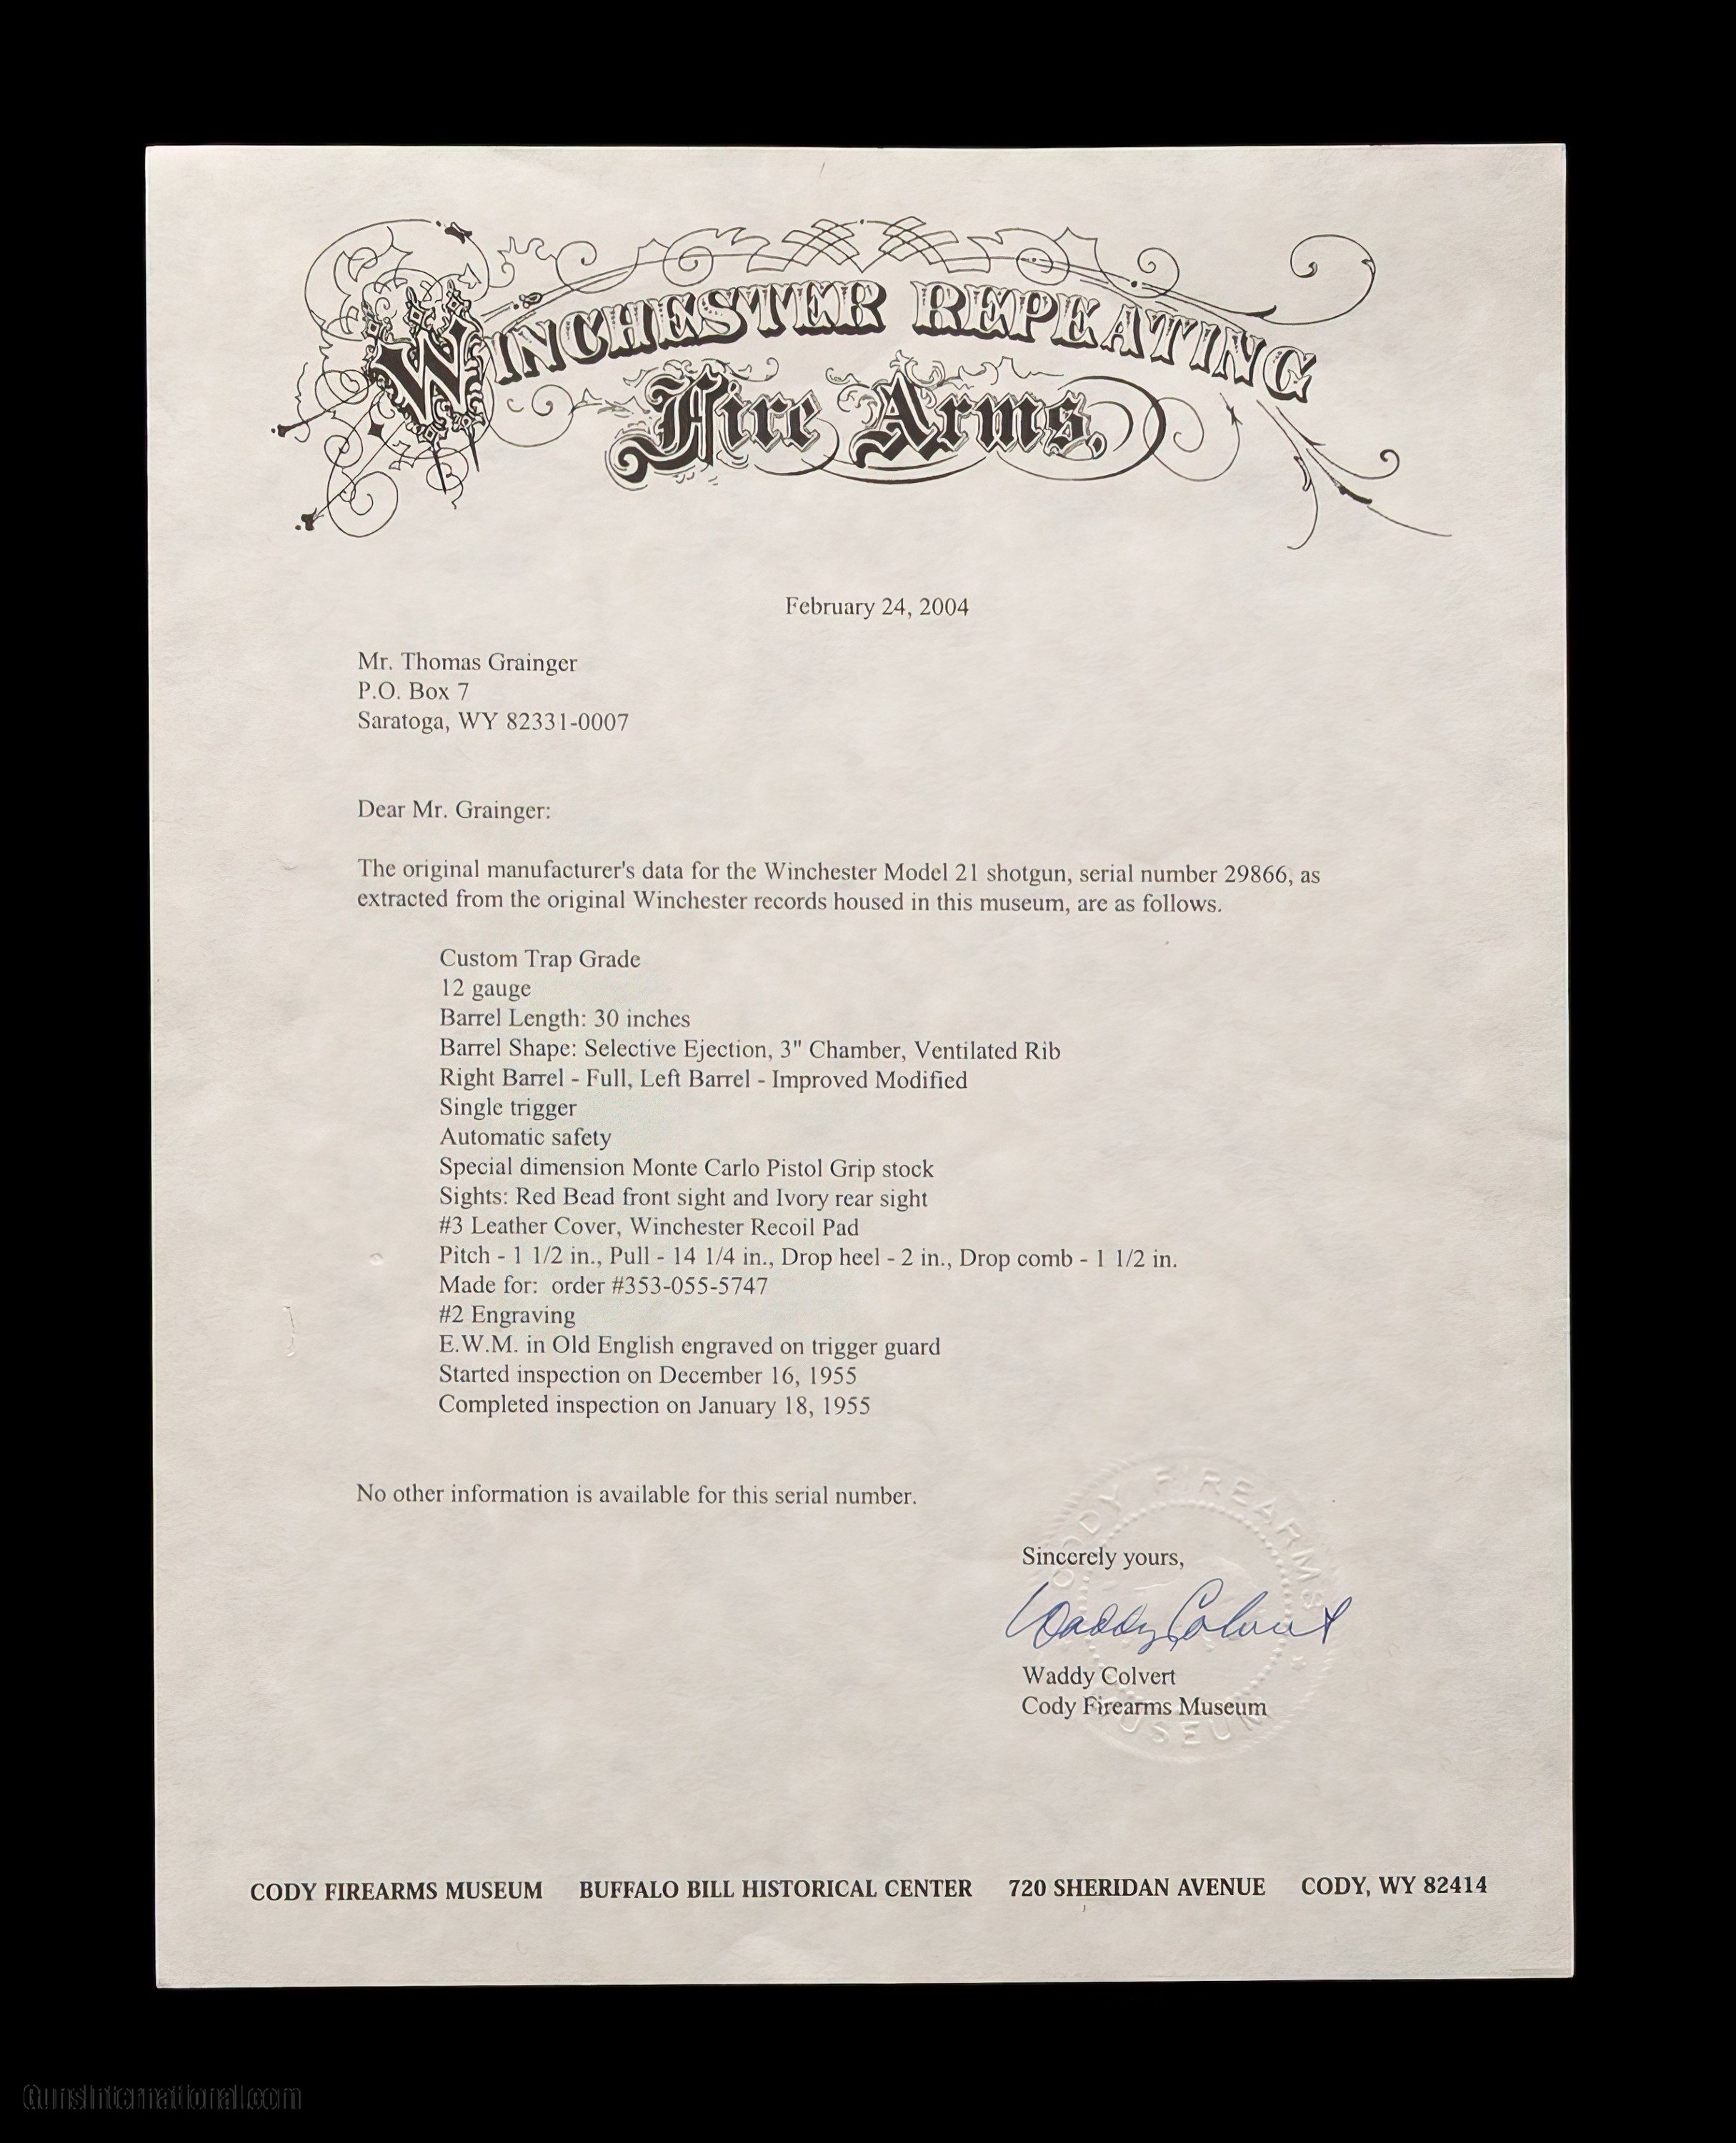 WINCHESTER REPEATING
Fire Arms,
February 24, 2004
Mr. Thomas Grainger
P.O. Box 7
Saratoga, WY 82331-0007
Dear Mr. Grainger:
The original manufacturer's data for the Winchester Model 21 shotgun, serial number 29866, as
extracted from the original Winchester records housed in this museum, are as follows.
Custom Trap Grade
12 gauge
Barrel Length: 30 inches
Barrel Shape: Selective Ejection, 3" Chamber, Ventilated Rib
Right Barrel - Full, Left Barrel - Improved Modified
Single trigger
Automatic safety
Special dimension Monte Carlo Pistol Grip stock
Sights: Red Bead front sight and Ivory rear sight
#3 Leather Cover, Winchester Recoil Pad
Pitch - 1 1/2 in., Pull - 14 1/4 in., Drop heel - 2 in., Drop comb - 1 1/2 in.
Made for:  order #353-055-5747
#2 Engraving
E.W.M. in Old English engraved on trigger guard
Started inspection on December 16, 1955
Completed inspection on January 18, 1955
No other information is available for this serial number.
CODY FIREARMS
Sincerely yours,
Waddy Colvert
Waddy Colvert
Cody Firearms Museum
MUSEUM
CODY FIREARMS MUSEUM BUFFALO BILL HISTORICAL CENTER 720 SHERIDAN AVENUE CODY, WY 82414
GunsInternational.com